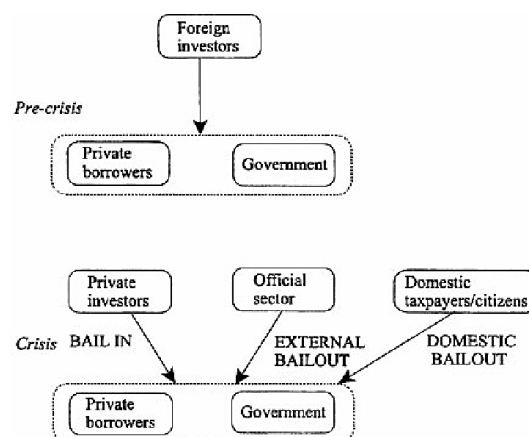 Foreign
investors
Pre-crisis
Private
borrowers
Government
Private
investors
Official
sector
Domestic
taxpayers/citizens
Crisis
BAIL IN
EXTERNAL
BAILOUT
DOMESTIC
BAILOUT
Private
borrowers
Government